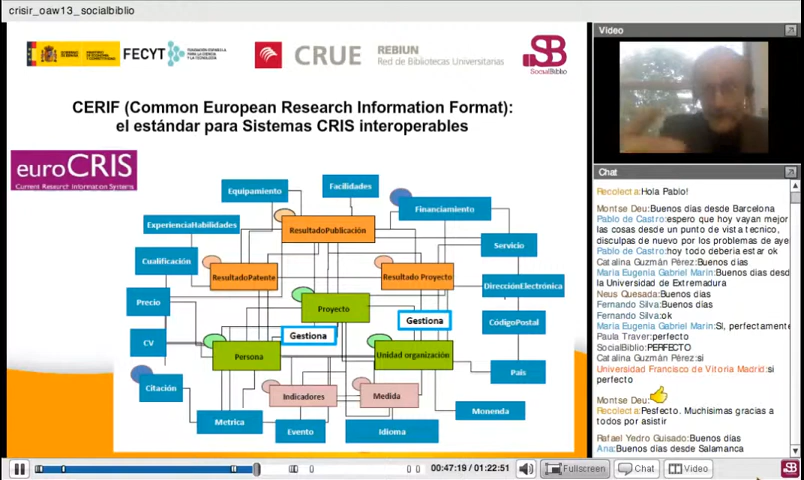 crisir_oaw13_socialbiblio
FECYT
CRUE
REBIUN
Red de Bibliotecas Universitarias
SB
SocialBiblio
CERIF (Common European Research Information Format):
el estándar para Sistemas CRIS interoperables
euroCRIS
Current Research Information Systems
Equipamiento
Facilidades
Financiamiento
ExperienciaHabilidades
ResultadoPublicación
Servicio
Cualificación
ResultadoPatente
Resultado Proyecto
DirecciónElectrónica
Precio
Proyecto
Gestiona
CódigoPostal
CV
Gestiona
Persona
Unidad organización
Pais
Citación
Indicadores
Medida
Metrica
Evento
Idioma
Monenda
Video
Chat
Recolecta:Hola Pablo!
Montse Deu:Buenos días desde Barcelona
Pablo de Castro:espero que hoy vayan mejor
las cosas desde un punto de vista tecnico,
disculpas de nuevo por los problemas de aye
Pablo de Castro:hoy todo deberia estar ok
Catalina Guzmán Pérez:Buenos días
Maria Eugenia Gabriel Marin:Buenos días desd
la Universidad de Extremadura
Neus Quesada:Buenos dias
Fernando Silva:Buenos dias
Fernando Silva:ok
Maria Eugenia Gabriel Marin:SI, perfectamente
Paula Traver:perfecto
SocialBiblio:PERFECTO
Catalina Guzmán Pérez:si
Universidad Francisco de Vitoria Madrid:si
perfecto
Montse Deu:
Recolecta:Pesfecto. Muchísimas gracias a
todos por asistir
Rafael Yedro Guisado:Buenos días
Ana:Buenos días desde Salamanca
00:47:19 / 01:22:51
Fullscreen
Chat
Video
SB